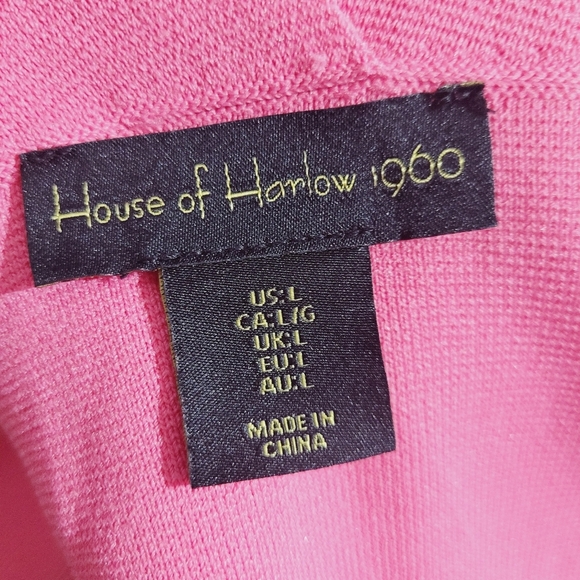 House of Harlow 1960
US:L
CA:L/G
UK:L
EU:L
AU:L
MADE IN
CHINA